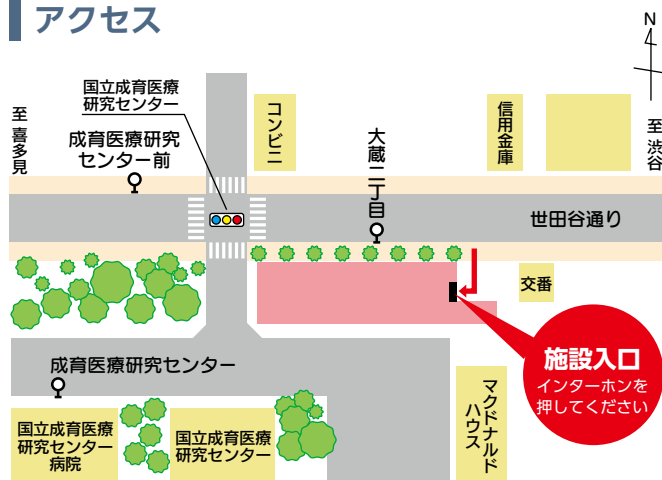 アクセス
N
国立成育医療
研究センター
至 喜多見
成育医療研究
センター前
コンビニ
大蔵二丁目
信用金庫
至 渋谷
世田谷通り
交番
施設入口
インターホンを
押してください
成育医療研究センター
マクドナルド
ハウス
国立成育医療
研究センター
病院
国立成育医療
研究センター